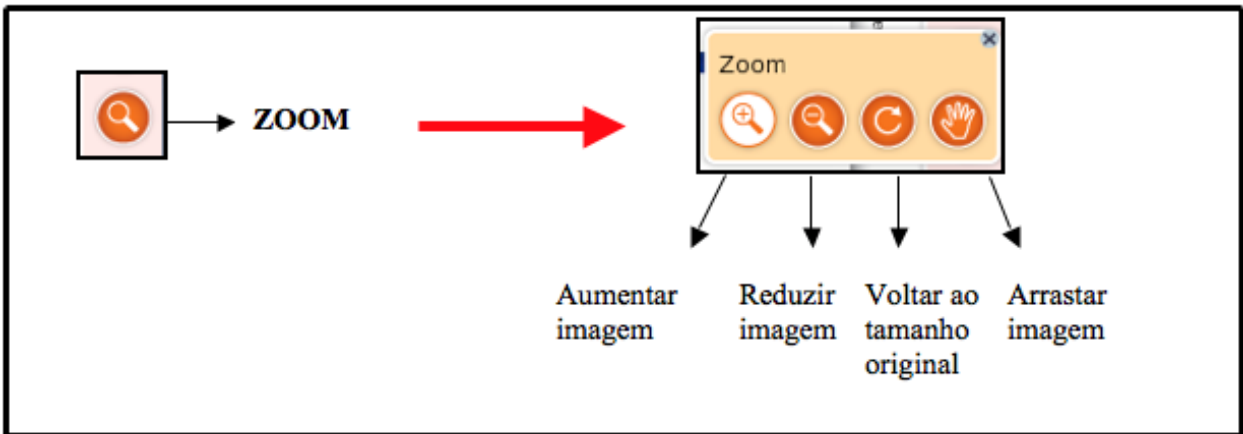 Zoom
ZOOM
Aumentar
imagem
Reduzir
imagem
Voltar ao
tamanho
original
Arrastar
imagem